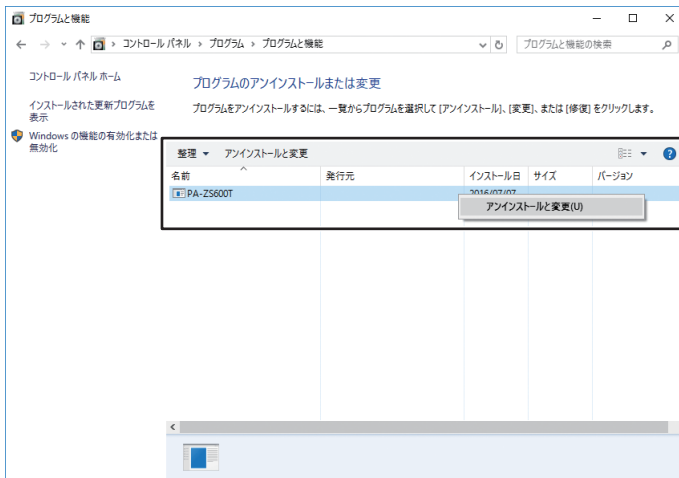 プログラムと機能
コントロール パネル › プログラム › プログラムと機能
プログラムと機能の検索
コントロール パネル ホーム
インストールされた更新プログラムを
表示
Windows の機能の有効化または
無効化
プログラムのアンインストールまたは変更
プログラムをアンインストールするには、一覧からプログラムを選択して [アンインストール]、[変更]、または [修復] をクリックします。
整理 アンインストールと変更
名前 発行元 インストール日 サイズ バージョン
PA-ZS600T 2016/07/07
アンインストールと変更(U)